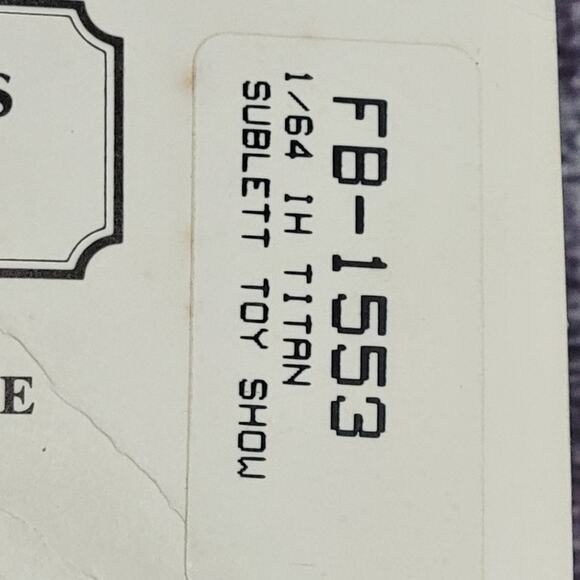 S
E
FB-1553
1/64 IH TITAN
SUBLETT TOY SHOW